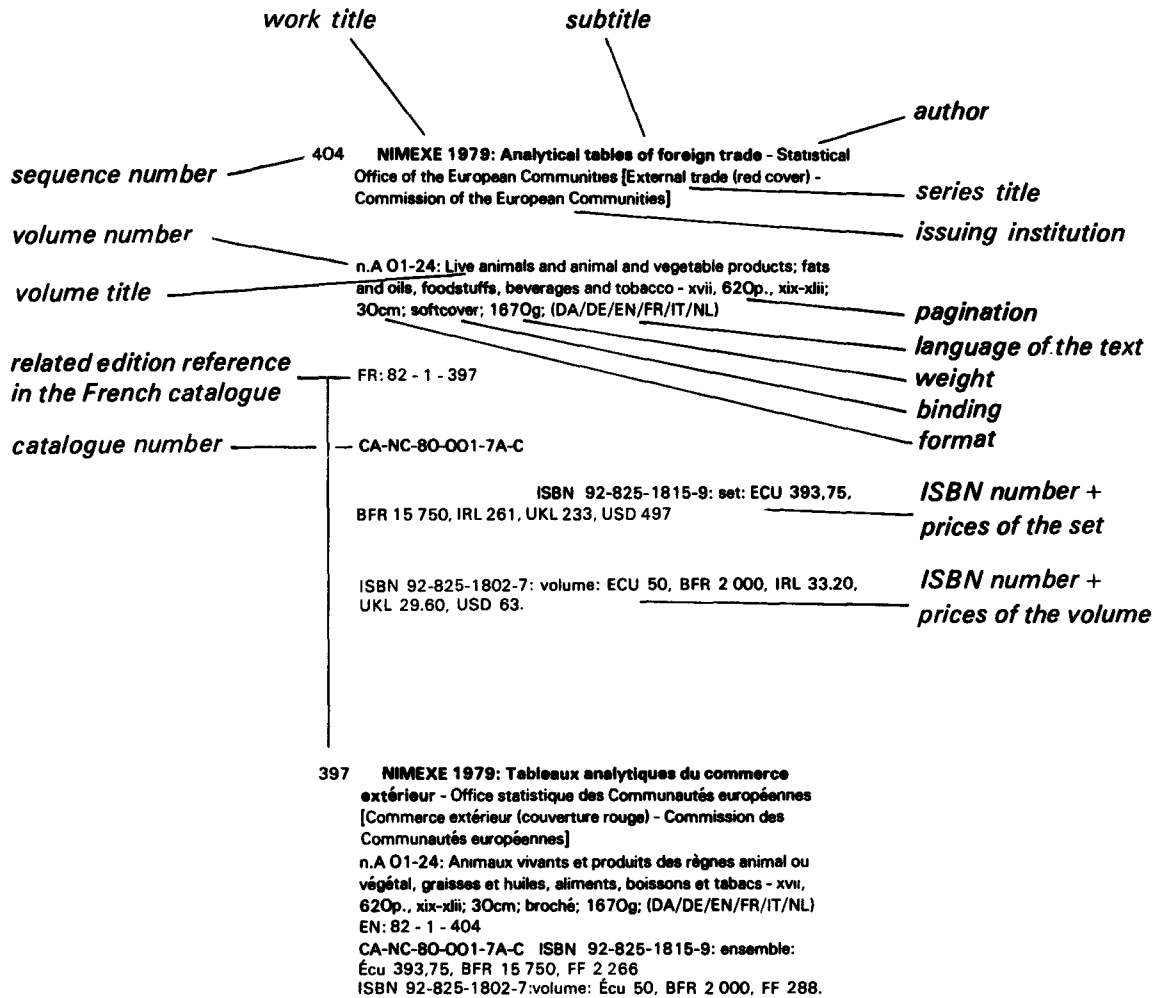 work title
subtitle
author
sequence number
404 NIMEXE 1979: Analytical tables of foreign trade - Statistical
Office of the European Communities [External trade (red cover) -
Commission of the European Communities]
series title
issuing institution
volume number
volume title
n.A 01-24: Live animals and animal and vegetable products; fats
and oils, foodstuffs, beverages and tobacco - xvii, 620p., xix-xliii;
30cm; softcover; 1670g; (DA/DE/EN/FR/IT/NL)
pagination
language of the text
weight
binding
format
related edition reference
in the French catalogue
FR: 82 - 1 - 397
catalogue number
CA-NC-80-001-7A-C
ISBN 92-825-1815-9: set: ECU 393,75,
BFR 15 750, IRL 261, UKL 233, USD 497
ISBN number +
prices of the set
ISBN 92-825-1802-7: volume: ECU 50, BFR 2 000, IRL 33.20,
UKL 29.60, USD 63.
ISBN number +
prices of the volume
397 NIMEXE 1979: Tableaux analytiques du commerce
extérieur - Office statistique des Communautés européennes
[Commerce extérieur (couverture rouge) - Commission des
Communautés européennes]
n.A 01-24: Animaux vivants et produits des règnes animal ou
végétal, graisses et huiles, aliments, boissons et tabacs - xvii,
620p., xix-xliii; 30cm; broché; 1670g; (DA/DE/EN/FR/IT/NL)
EN: 82 - 1 - 404
CA-NC-80-001-7A-C ISBN 92-825-1815-9: ensemble:
Écu 393,75, BFR 15 750, FF 2 266
ISBN 92-825-1802-7:volume: Écu 50, BFR 2 000, FF 288.